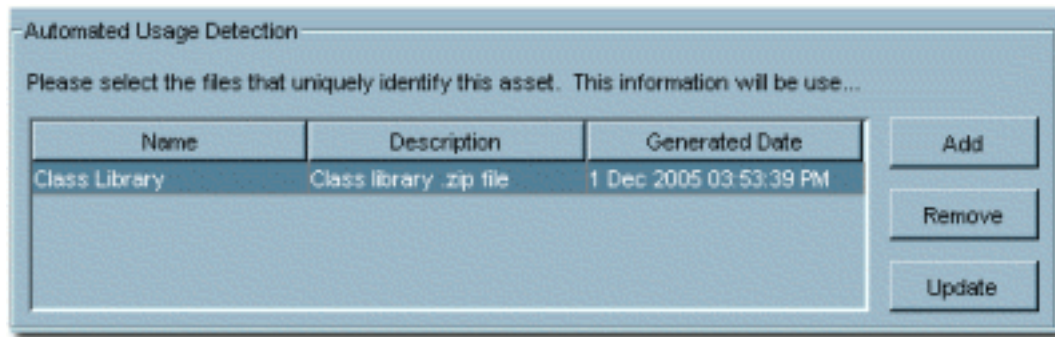 Automated Usage Detection
Please select the files that uniquely identify this asset. This information will be use...
Name Description Generated Date
Class Library Class library .zip file 1 Dec 2005 03:53:39 PM
Add
Remove
Update